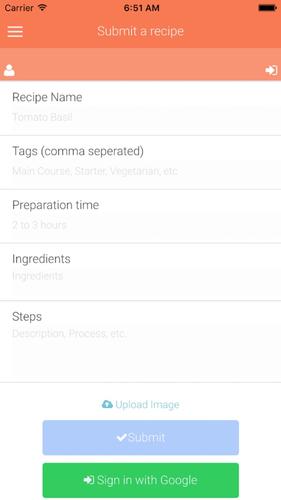 Carrier 6:51 AM
Submit a recipe
Recipe Name
Tomato Basil
Tags (comma seperated)
Main Course, Starter, Vegetarian, etc
Preparation time
2 to 3 hours
Ingredients
Ingredients
Steps
Description, Process, etc.
Upload Image
Submit
Sign in with Google